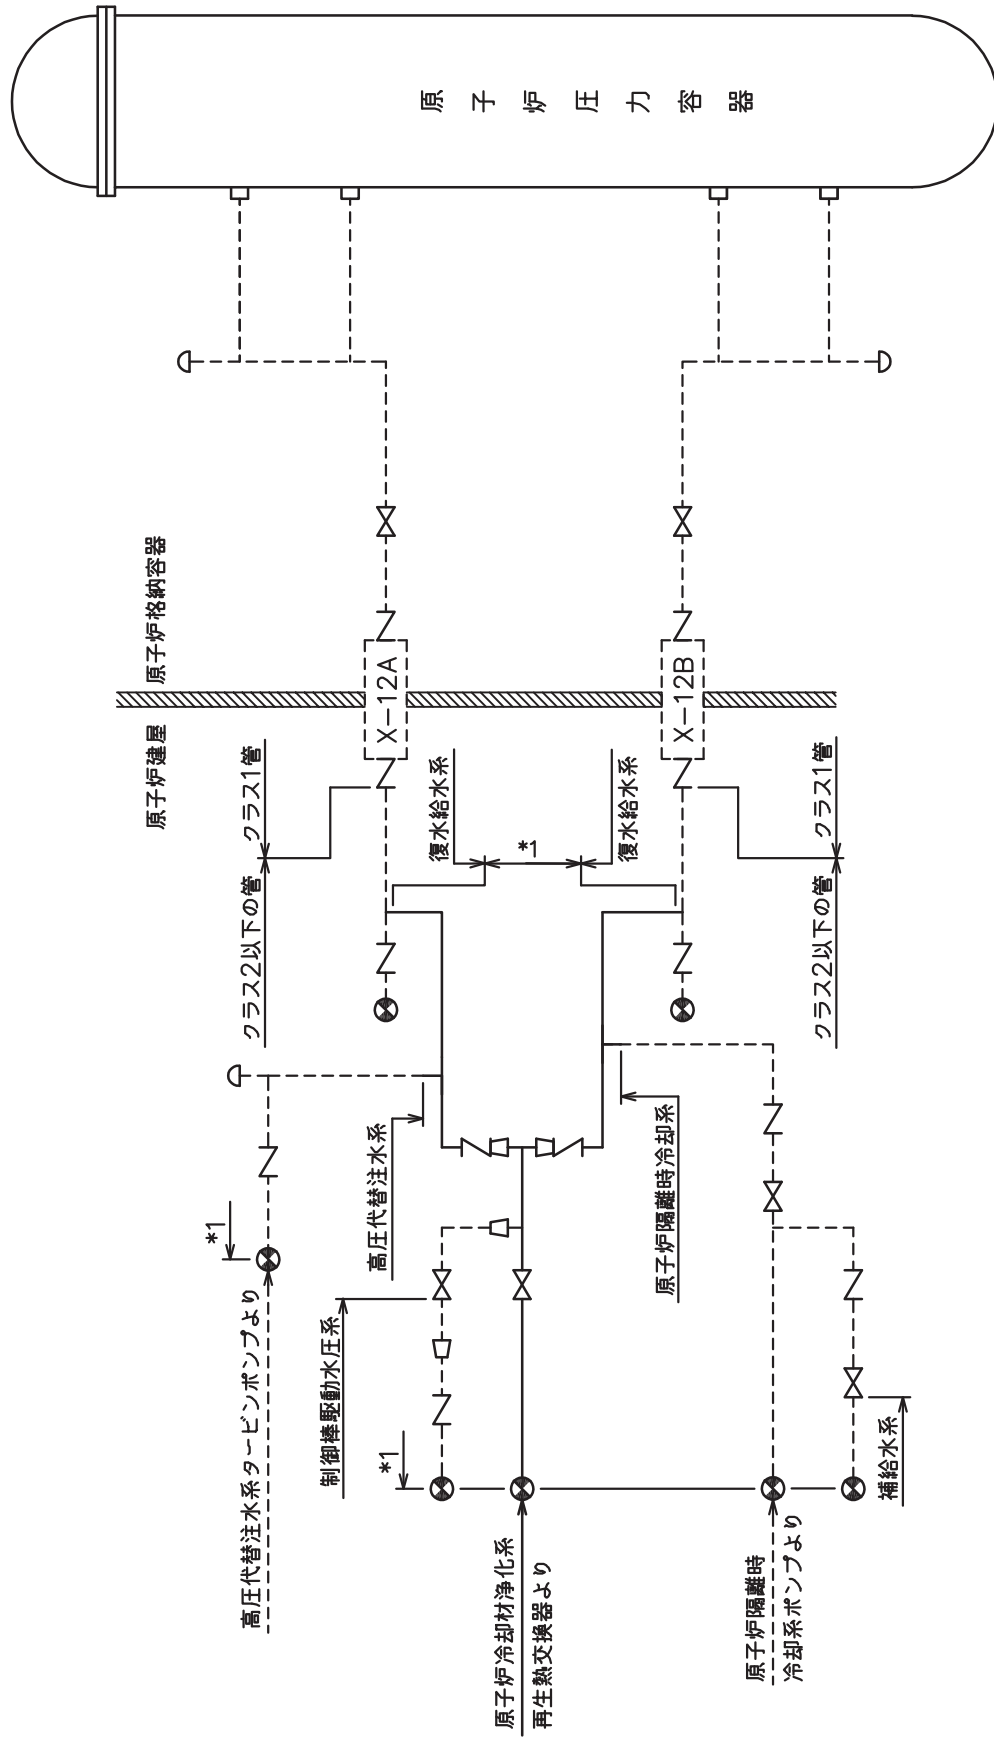 原子炉圧力容器
原子炉格納容器
原子炉建屋
X-12A
X-12B
クラス1管
クラス2以下の管
復水給水系
*1
復水給水系
クラス1管
クラス2以下の管
*1
高圧代替注水系タービンポンプより
高圧代替注水系
制御棒駆動水圧系
*1
原子炉冷却材浄化系
再生熱交換器より
原子炉隔離時冷却系
原子炉隔離時
冷却系ポンプより
補給水系